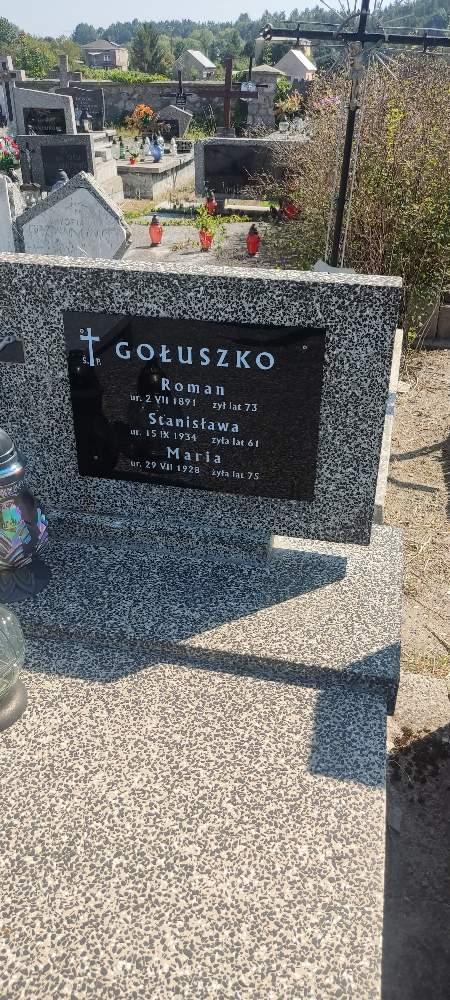 Ś. P.
GOŁUSZKO
Roman
ur. 2 VII 1891 żył lat 73
Stanisława
ur. 15 IX 1934 żyła lat 61
Maria
ur. 29 VII 1928 żyła lat 75